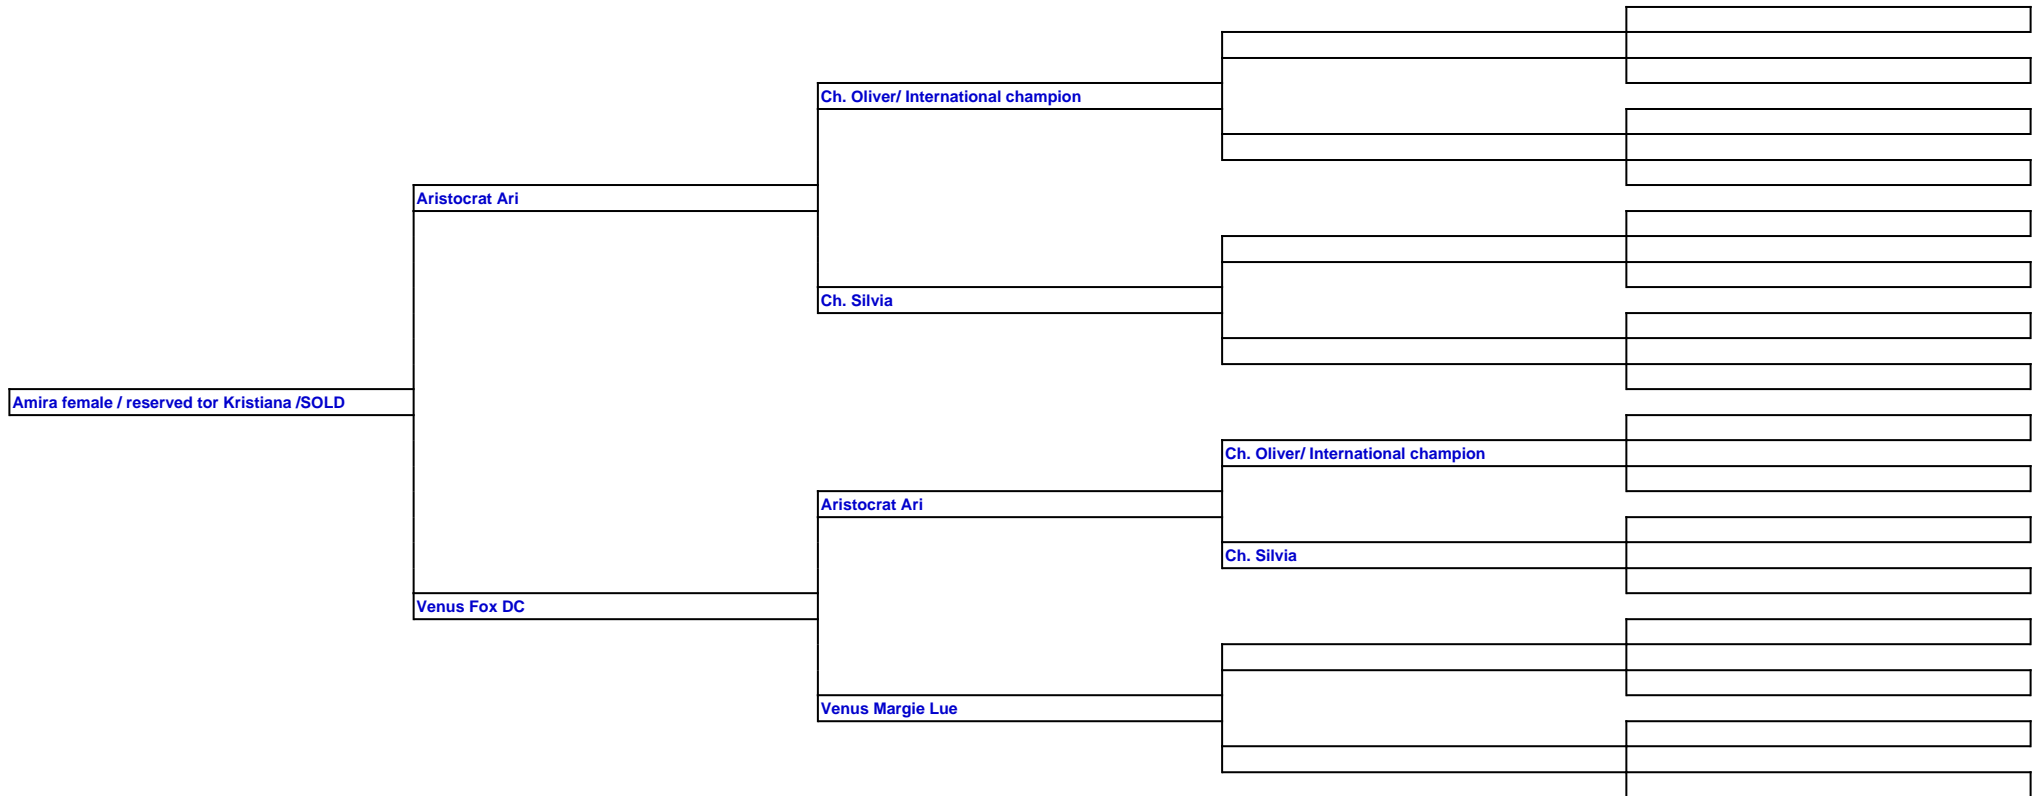 Ch. Oliver/ International champion
Aristocrat Ari
Ch. Silvia
Amira female / reserved tor Kristiana /SOLD
Ch. Oliver/ International champion
Aristocrat Ari
Ch. Silvia
Venus Fox DC
Venus Margie Lue